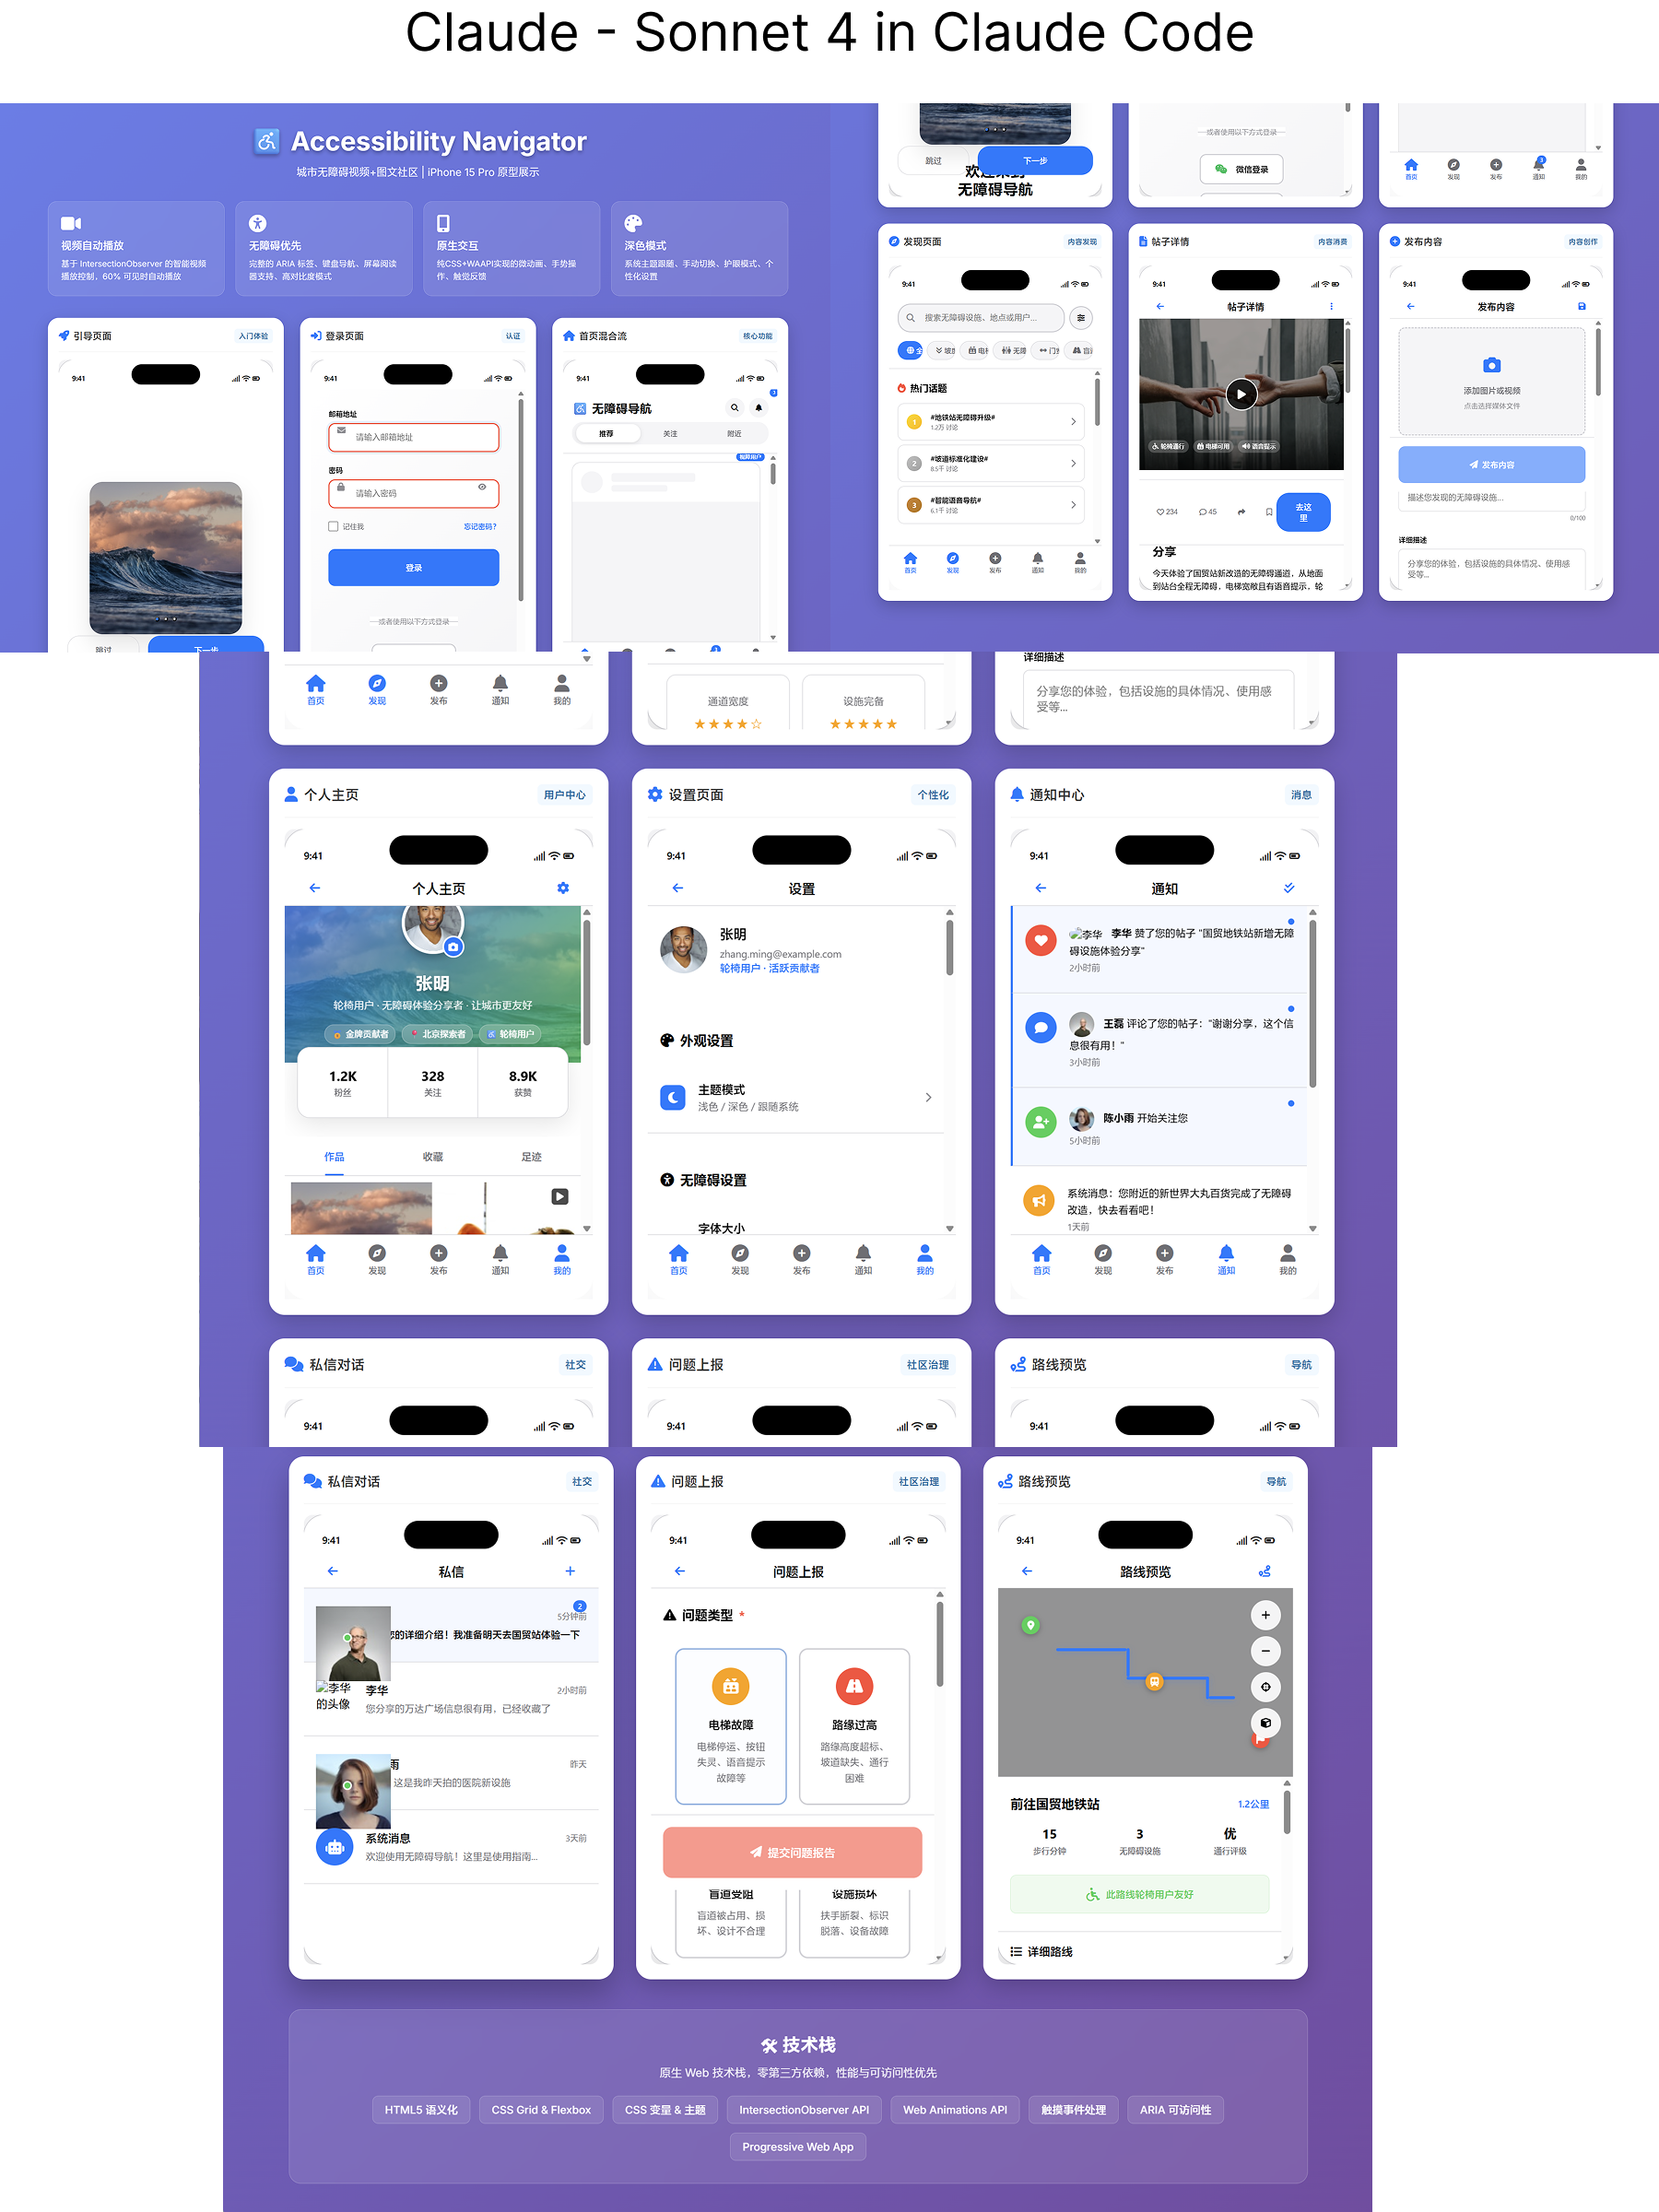 Claude - Sonnet 4 in Claude Code
Accessibility Navigator
城市无障碍视频+图文社区 | iPhone 15 Pro 原型展示
视频自动播放
基于 IntersectionObserver 的智能视频
播放控制，60% 可见时自动播放
无障碍优先
完整的 ARIA 标签、键盘导航、屏幕阅读
器支持、高对比度模式
原生交互
纯CSS+WAAPI实现的微动画、手势操
作、触觉反馈
深色模式
系统主题跟随、手动切换、护眼模式、个
性化设置
引导页面
入门体验
9:41
跳过
下一步
登录页面
认证
9:41
邮箱地址
请输入邮箱地址
密码
请输入密码
记住我
忘记密码?
登录
或者使用以下方式登录
首页混合流
核心功能
9:41
3
无障碍导航
推荐
关注
附近
视障用户
3
跳过
下一步
欢迎来到
无障碍导航
或者使用以下方式登录
微信登录
3
首页
发现
发布
通知
我的
发现页面
内容发现
9:41
搜索无障碍设施、地点或用户...
全
坡
电梯
无障
门宽
盲
热门话题
1
#地铁站无障碍升级#
1.2万 讨论
2
#坡道标准化建设#
8.5千 讨论
3
#智能语音导航#
6.1千 讨论
首页
发现
发布
通知
我的
帖子详情
内容消费
9:41
帖子详情
轮椅通行
电梯可用
语音提示
234
45
去这
里
分享
今天体验了国贸站新改造的无障碍通道，从地面
到站台全程无障碍，电梯宽敞且有语音提示，轮
发布内容
内容创作
9:41
发布内容
添加图片或视频
点击选择媒体文件
发布内容
描述您发现的无障碍设施...
0/100
详细描述
分享您的体验，包括设施的具体情况、使用感
受等...
首页
发现
发布
通知
我的
通道宽度
★★★★☆
设施完备
★★★★★
详细描述
分享您的体验，包括设施的具体情况、使用感
受等...
个人主页
用户中心
9:41
个人主页
张明
轮椅用户 · 无障碍体验分享者 · 让城市更友好
金牌贡献者
北京探索者
轮椅用户
1.2K
粉丝
328
关注
8.9K
获赞
作品
收藏
足迹
首页
发现
发布
通知
我的
设置页面
个性化
9:41
设置
张明
zhang.ming@example.com
轮椅用户 · 活跃贡献者
外观设置
主题模式
浅色 / 深色 / 跟随系统
无障碍设置
字体大小
首页
发现
发布
通知
我的
通知中心
消息
9:41
通知
李华 李华 赞了您的帖子 "国贸地铁站新增无障
碍设施体验分享"
2小时前
王磊 评论了您的帖子："谢谢分享，这个信
息很有用！"
3小时前
陈小雨 开始关注您
5小时前
系统消息：您附近的新世界大丸百货完成了无障碍
改造，快去看看吧！
1天前
首页
发现
发布
通知
我的
私信对话
社交
9:41
问题上报
社区治理
9:41
路线预览
导航
9:41
私信对话
社交
9:41
私信
2
5分钟前
的详细介绍！我准备明天去国贸站体验一下
李华
的头像
李华
2小时前
您分享的万达广场信息很有用，已经收藏了
雨
昨天
这是我昨天拍的医院新设施
系统消息
3天前
欢迎使用无障碍导航！这里是使用指南...
问题上报
社区治理
9:41
问题上报
问题类型 *
电梯故障
电梯停运、按钮
失灵、语音提示
故障等
路缘过高
路缘高度超标、
坡道缺失、通行
困难
提交问题报告
盲道受阻
盲道被占用、损
坏、设计不合理
设施损坏
扶手断裂、标识
脱落、设备故障
路线预览
导航
9:41
路线预览
+
−
前往国贸地铁站
1.2公里
15
步行分钟
3
无障碍设施
优
通行评级
此路线轮椅用户友好
详细路线
技术栈
原生 Web 技术栈，零第三方依赖，性能与可访问性优先
HTML5 语义化
CSS Grid & Flexbox
CSS 变量 & 主题
IntersectionObserver API
Web Animations API
触摸事件处理
ARIA 可访问性
Progressive Web App